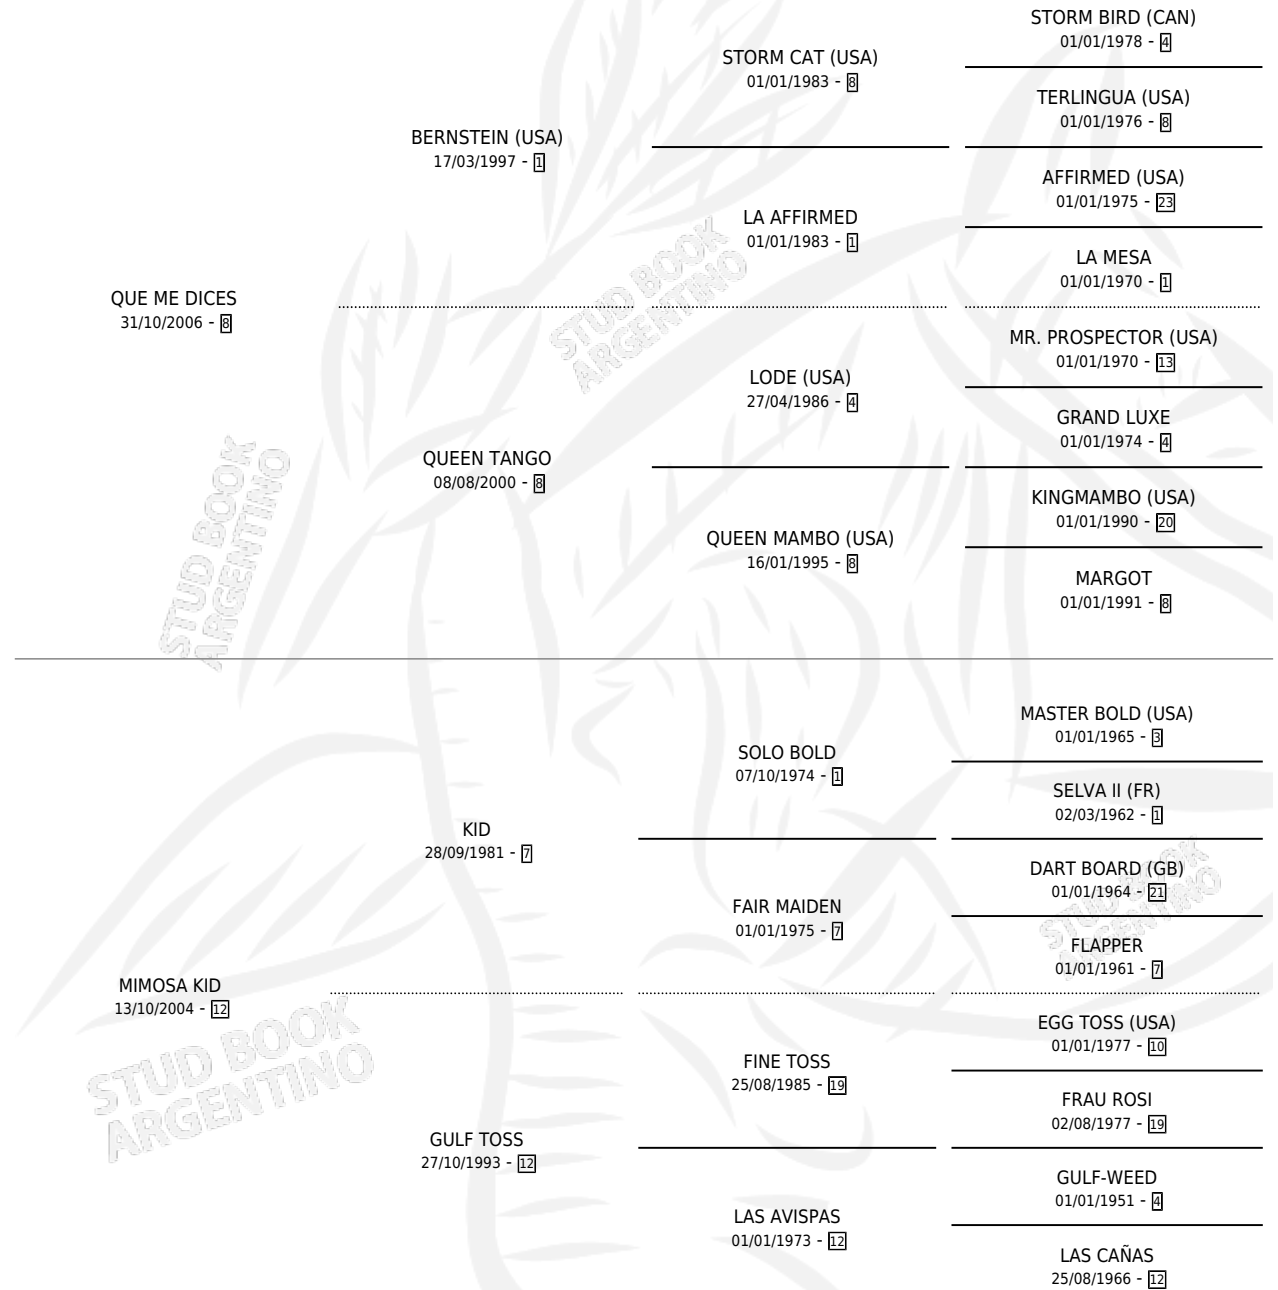 STORM BIRD (CAN)
01/01/1978 - 4
STORM CAT (USA)
01/01/1983 - 8
TERLINGUA (USA)
01/01/1976 - 8
BERNSTEIN (USA)
17/03/1997 - 1
AFFIRMED (USA)
01/01/1975 - 23
LA AFFIRMED
01/01/1983 - 1
LA MESA
01/01/1970 - 1
QUE ME DICES
31/10/2006 - 8
MR. PROSPECTOR (USA)
01/01/1970 - 13
LODE (USA)
27/04/1986 - 4
GRAND LUXE
01/01/1974 - 4
QUEEN TANGO
08/08/2000 - 8
KINGMAMBO (USA)
01/01/1990 - 20
QUEEN MAMBO (USA)
16/01/1995 - 8
MARGOT
01/01/1991 - 8
MASTER BOLD (USA)
01/01/1965 - 3
SOLO BOLD
07/10/1974 - 1
SELVA II (FR)
02/03/1962 - 1
KID
28/09/1981 - 7
DART BOARD (GB)
01/01/1964 - 21
FAIR MAIDEN
01/01/1975 - 7
FLAPPER
01/01/1961 - 7
MIMOSA KID
13/10/2004 - 12
EGG TOSS (USA)
01/01/1977 - 10
FINE TOSS
25/08/1985 - 19
FRAU ROSI
02/08/1977 - 19
GULF TOSS
27/10/1993 - 12
GULF-WEED
01/01/1951 - 4
LAS AVISPAS
01/01/1973 - 12
LAS CAÑAS
25/08/1966 - 12
STUD BOOK
ARGENTINO
STUD BOOK
ARGENTINO
STUD BOOK
ARGENTINO
STUD BOOK
ARGENTINO